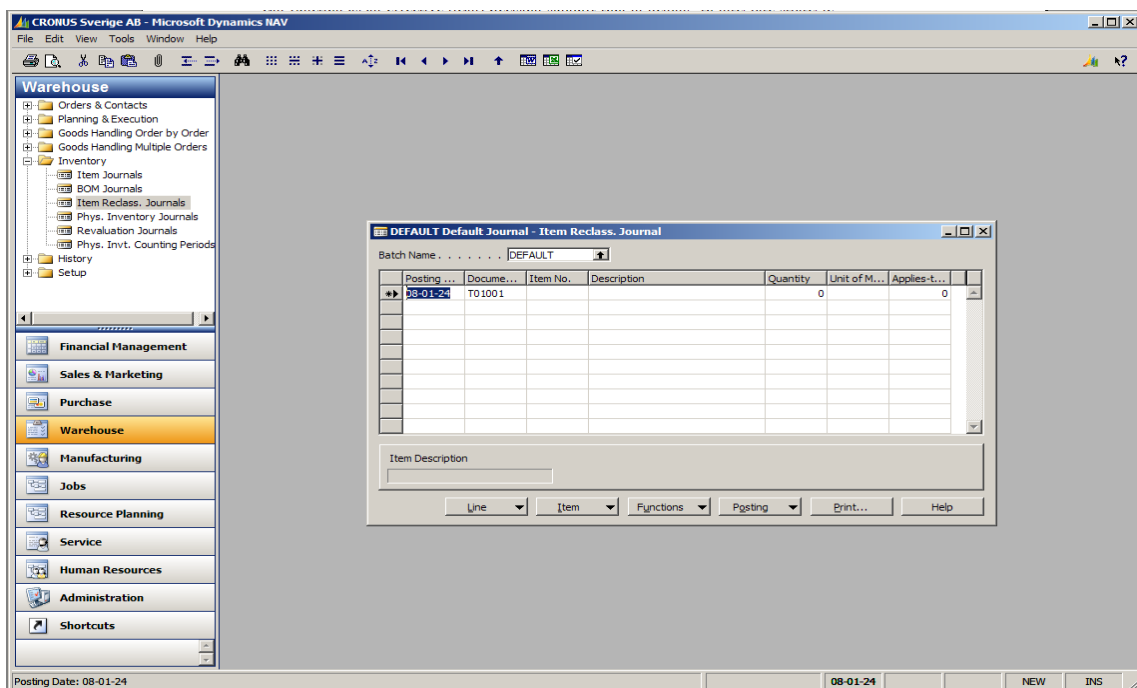 CRONUS Sverige AB - Microsoft Dynamics NAV
File Edit View Tools Window Help
Warehouse
Orders & Contacts
Planning & Execution
Goods Handling Order by Order
Goods Handling Multiple Orders
Inventory
Item Journals
BOM Journals
Item Reclass. Journals
Phys. Inventory Journals
Revaluation Journals
Phys. Invt. Counting Periods
History
Setup
Financial Management
Sales & Marketing
Purchase
Warehouse
Manufacturing
Jobs
Resource Planning
Service
Human Resources
Administration
Shortcuts
DEFAULT Default Journal - Item Reclass. Journal
Batch Name . . . . . . . DEFAULT
Posting ... Docume... Item No. Description Quantity Unit of M... Applies-t...
08-01-24 T01001 0 0
Item Description
Line Item Functions Posting Print... Help
Posting Date: 08-01-24 08-01-24 NEW INS